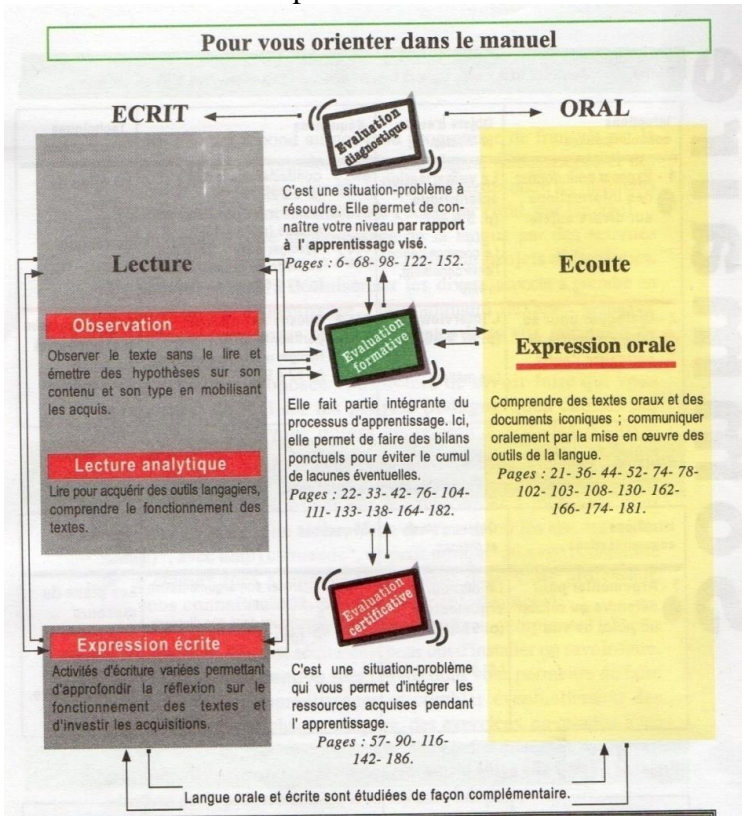 Pour vous orienter dans le manuel
ECRIT
ORAL
Evaluation
diagnostique
C'est une situation-problème à
résoudre. Elle permet de con-
naître votre niveau par rapport
à l' apprentissage visé.
Pages : 6- 68- 98- 122- 152.
Lecture
Observation
Observer le texte sans le lire et
émettre des hypothèses sur son
contenu et son type en mobilisant
les acquis.
Lecture analytique
Lire pour acquérir des outils langagiers,
comprendre le fonctionnement des
textes.
Expression écrite
Activités d'écriture variées permettant
d'approfondir la réflexion sur le
fonctionnement des textes et
d'investir les acquisitions.
Evaluation
formative
Elle fait partie intégrante du
processus d'apprentissage. Ici,
elle permet de faire des bilans
ponctuels pour éviter le cumul
de lacunes éventuelles.
Pages : 22- 33- 42- 76- 104-
111- 133- 138- 164- 182.
Evaluation
certificative
C'est une situation-problème
qui vous permet d'intégrer les
ressources acquises pendant
l' apprentissage.
Pages : 57- 90- 116-
142- 186.
Ecoute
Expression orale
Comprendre des textes oraux et des
documents iconiques ; communiquer
oralement par la mise en œuvre des
outils de la langue.
Pages : 21- 36- 44- 52- 74- 78-
102- 103- 108- 130- 162-
166- 174- 181.
Langue orale et écrite sont étudiées de façon complémentaire.